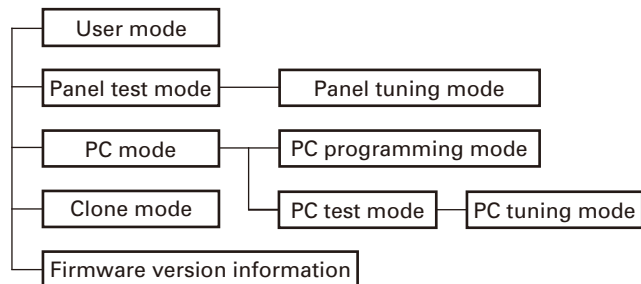 User mode
Panel test mode
Panel tuning mode
PC mode
PC programming mode
Clone mode
PC test mode
PC tuning mode
Firmware version information